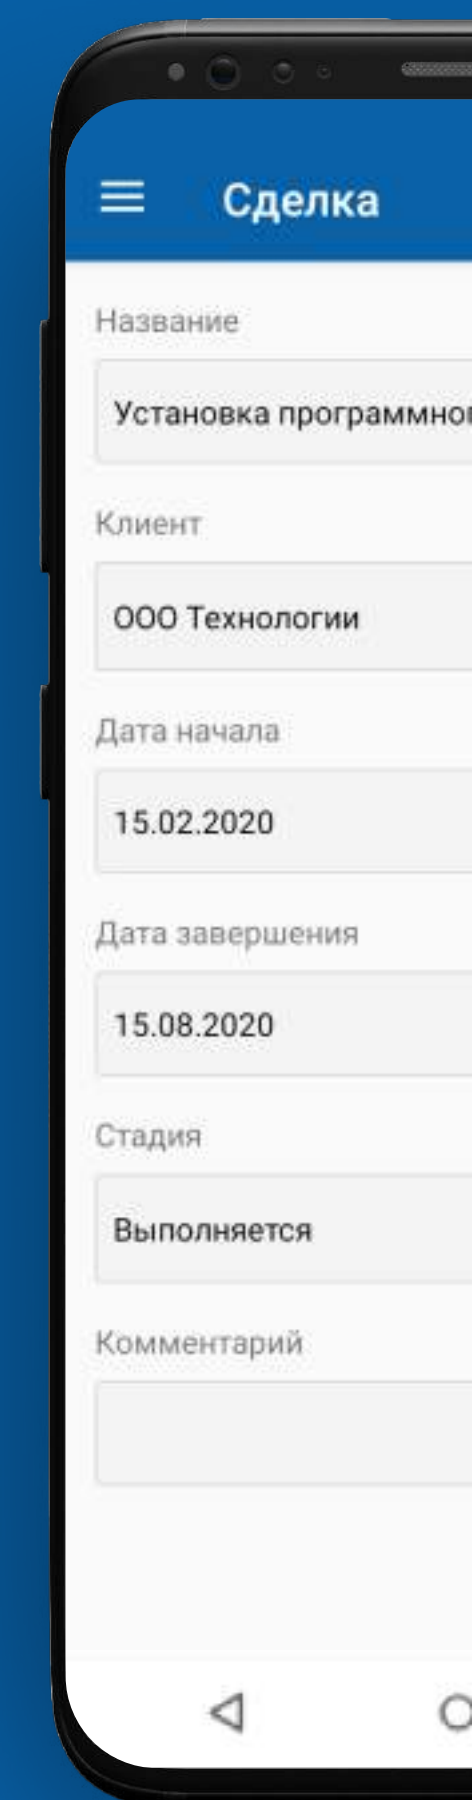 Сделка
Название
Установка
Клиент
ООО Технологии
Дата начала
15.02.2020
Дата завершения
15.08.2020
Стадия
Выполняется
Комментарий